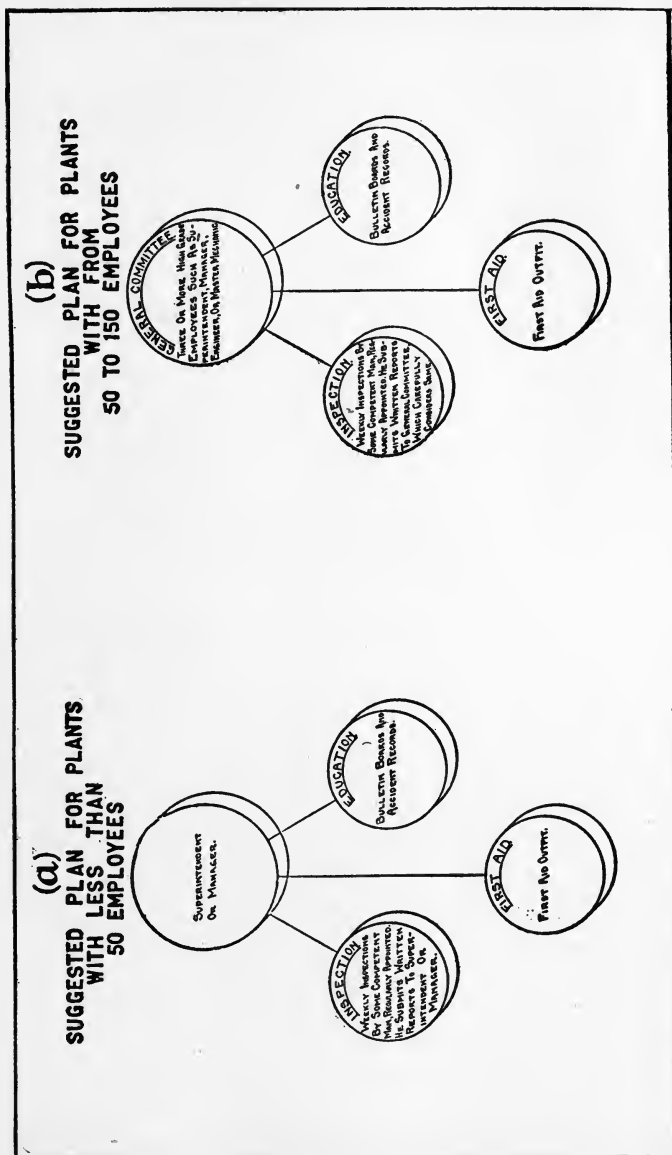 (a)
SUGGESTED PLAN FOR PLANTS
WITH LESS THAN
50 EMPLOYEES
SUPERINTENDENT
OR MANAGER.
INSPECTION
WEEKLY INSPECTIONS
BY SOME COMPETENT
MAN, REGULARLY APPOINTED.
HE SUBMITS WRITTEN
REPORTS TO SUPER-
INTENDENT OR
MANAGER.
EDUCATION
BULLETIN BOARDS AND
ACCIDENT RECORDS.
FIRST AID
FIRST AID OUTFIT.
(b)
SUGGESTED PLAN FOR PLANTS
WITH FROM
50 TO 150 EMPLOYEES
GENERAL COMMITTEE
THREE OR MORE HIGH GRADE
EMPLOYEES SUCH AS SU-
PERINTENDENT, MANAGER,
ENGINEER, OR MASTER MECHANIC
INSPECTION
WEEKLY INSPECTIONS BY
SOME COMPETENT MAN, REG-
ULARLY APPOINTED. HE SUB-
MITS WRITTEN REPORTS
TO GENERAL COMMITTEE,
WHICH CAREFULLY
CONSIDERS SAME.
EDUCATION.
BULLETIN BOARDS AND
ACCIDENT RECORDS.
FIRST AID.
FIRST AID OUTFIT.